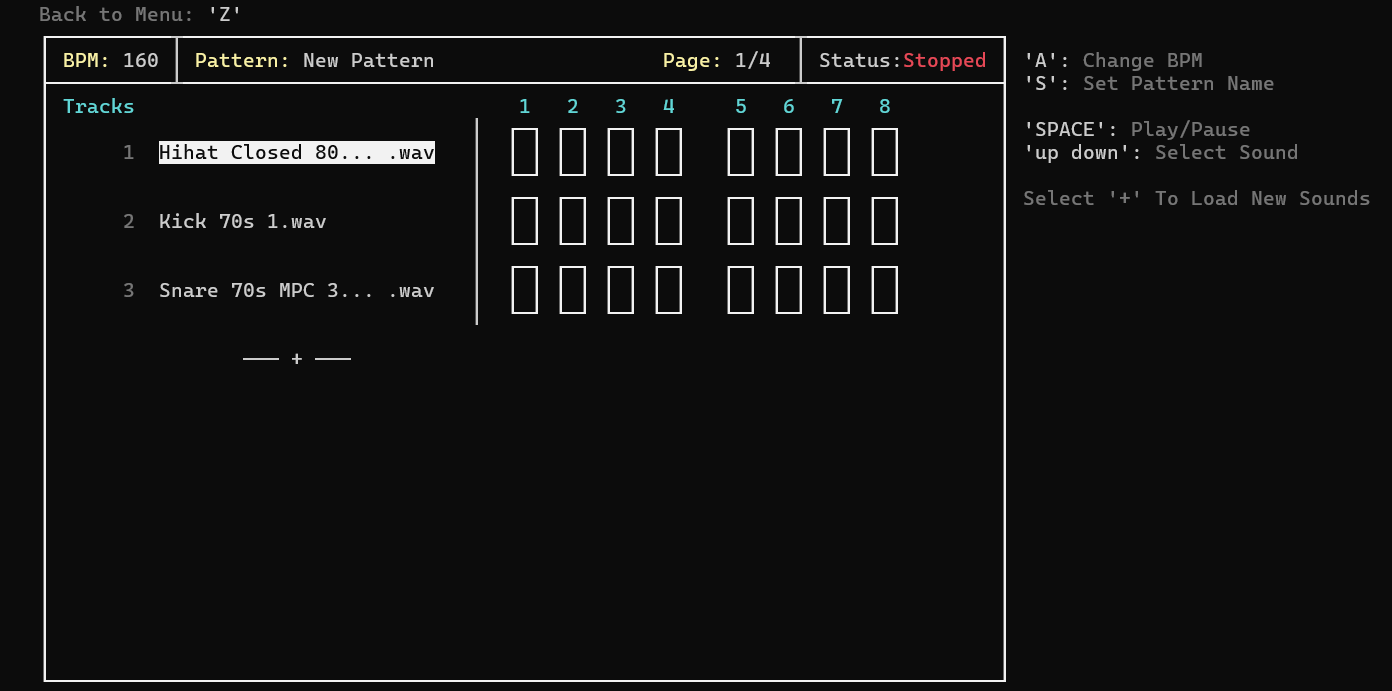 Back to Menu: 'Z'
BPM: 160 Pattern: New Pattern Page: 1/4 Status:Stopped
'A': Change BPM
'S': Set Pattern Name
Tracks 1 2 3 4 5 6 7 8
'SPACE': Play/Pause
1 Hihat Closed 80... .wav
'up down': Select Sound
Select '+' To Load New Sounds
2 Kick 70s 1.wav
3 Snare 70s MPC 3... .wav
+